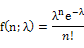 f(n; λ) = λⁿe⁻λ / n!